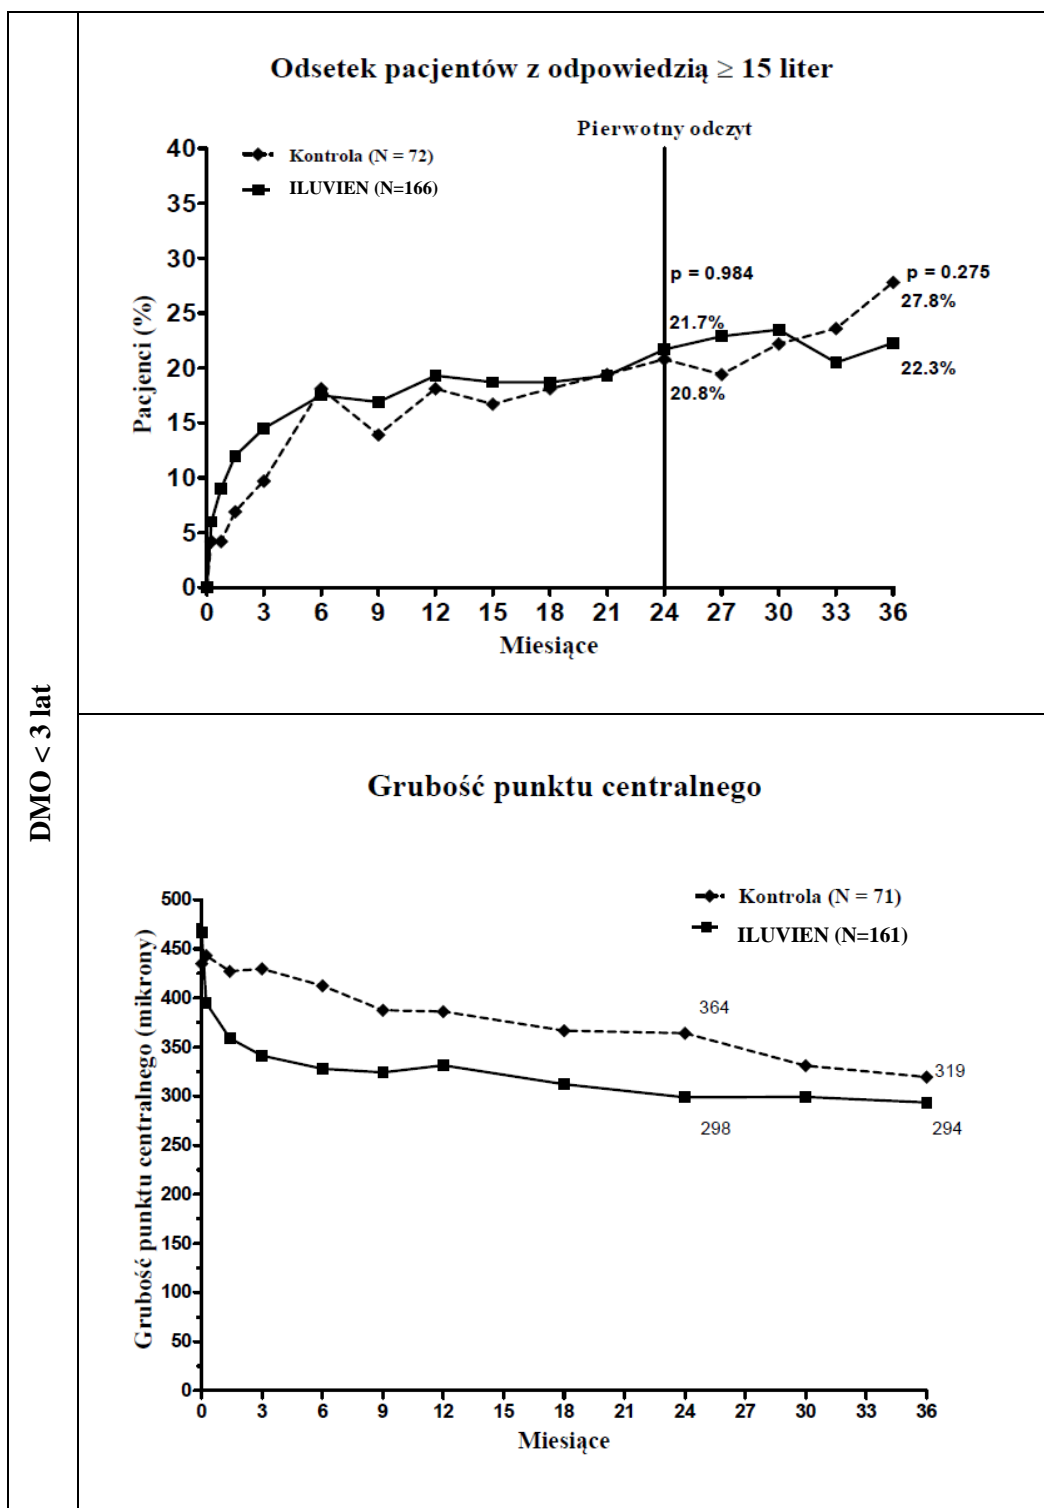 DMO < 3 lat
Odsetek pacjentów z odpowiedzią ≥ 15 liter
Pierwotny odczyt
Kontrola (N = 72)
ILUVIEN (N=166)
Pacjenci (%)
40
35
30
25
20
15
10
5
0
p = 0.984
21.7%
20.8%
p = 0.275
27.8%
22.3%
0 3 6 9 12 15 18 21 24 27 30 33 36
Miesiące
Grubość punktu centralnego
Kontrola (N = 71)
ILUVIEN (N=161)
Grubość punktu centralnego (mikrony)
500
450
400
350
300
250
200
150
100
50
0
364
319
298
294
0 3 6 9 12 15 18 21 24 27 30 33 36
Miesiące